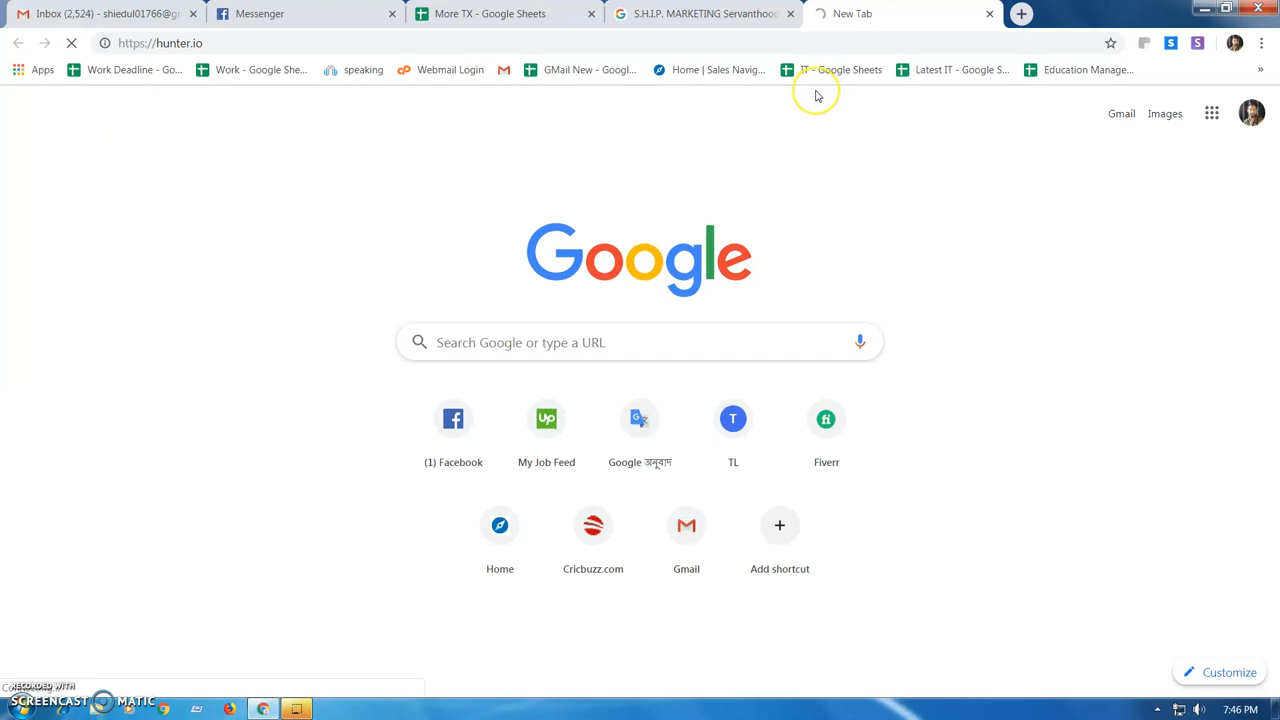 Inbox (2,524) - shiedul01766@gr
Messenger
More TX - Google Sheets
S.H.I.P. MARKETING Servanthood
New Tab
https://hunter.io
Apps
Work Deadline - Go...
Work - Google She...
speaking
Webmail Login
GMail New - Googl...
Home | Sales Navig...
IT - Google Sheets
Latest IT - Google S...
Education Manage...
»
Gmail
Images
Google
Search Google or type a URL
Up
T
fi
(1) Facebook
My Job Feed
Google অনুবাদ
TL
Fiverr
Home
Cricbuzz.com
Gmail
Add shortcut
Customize
RECORDED WITH
SCREENCAST MATIC
7:46 PM